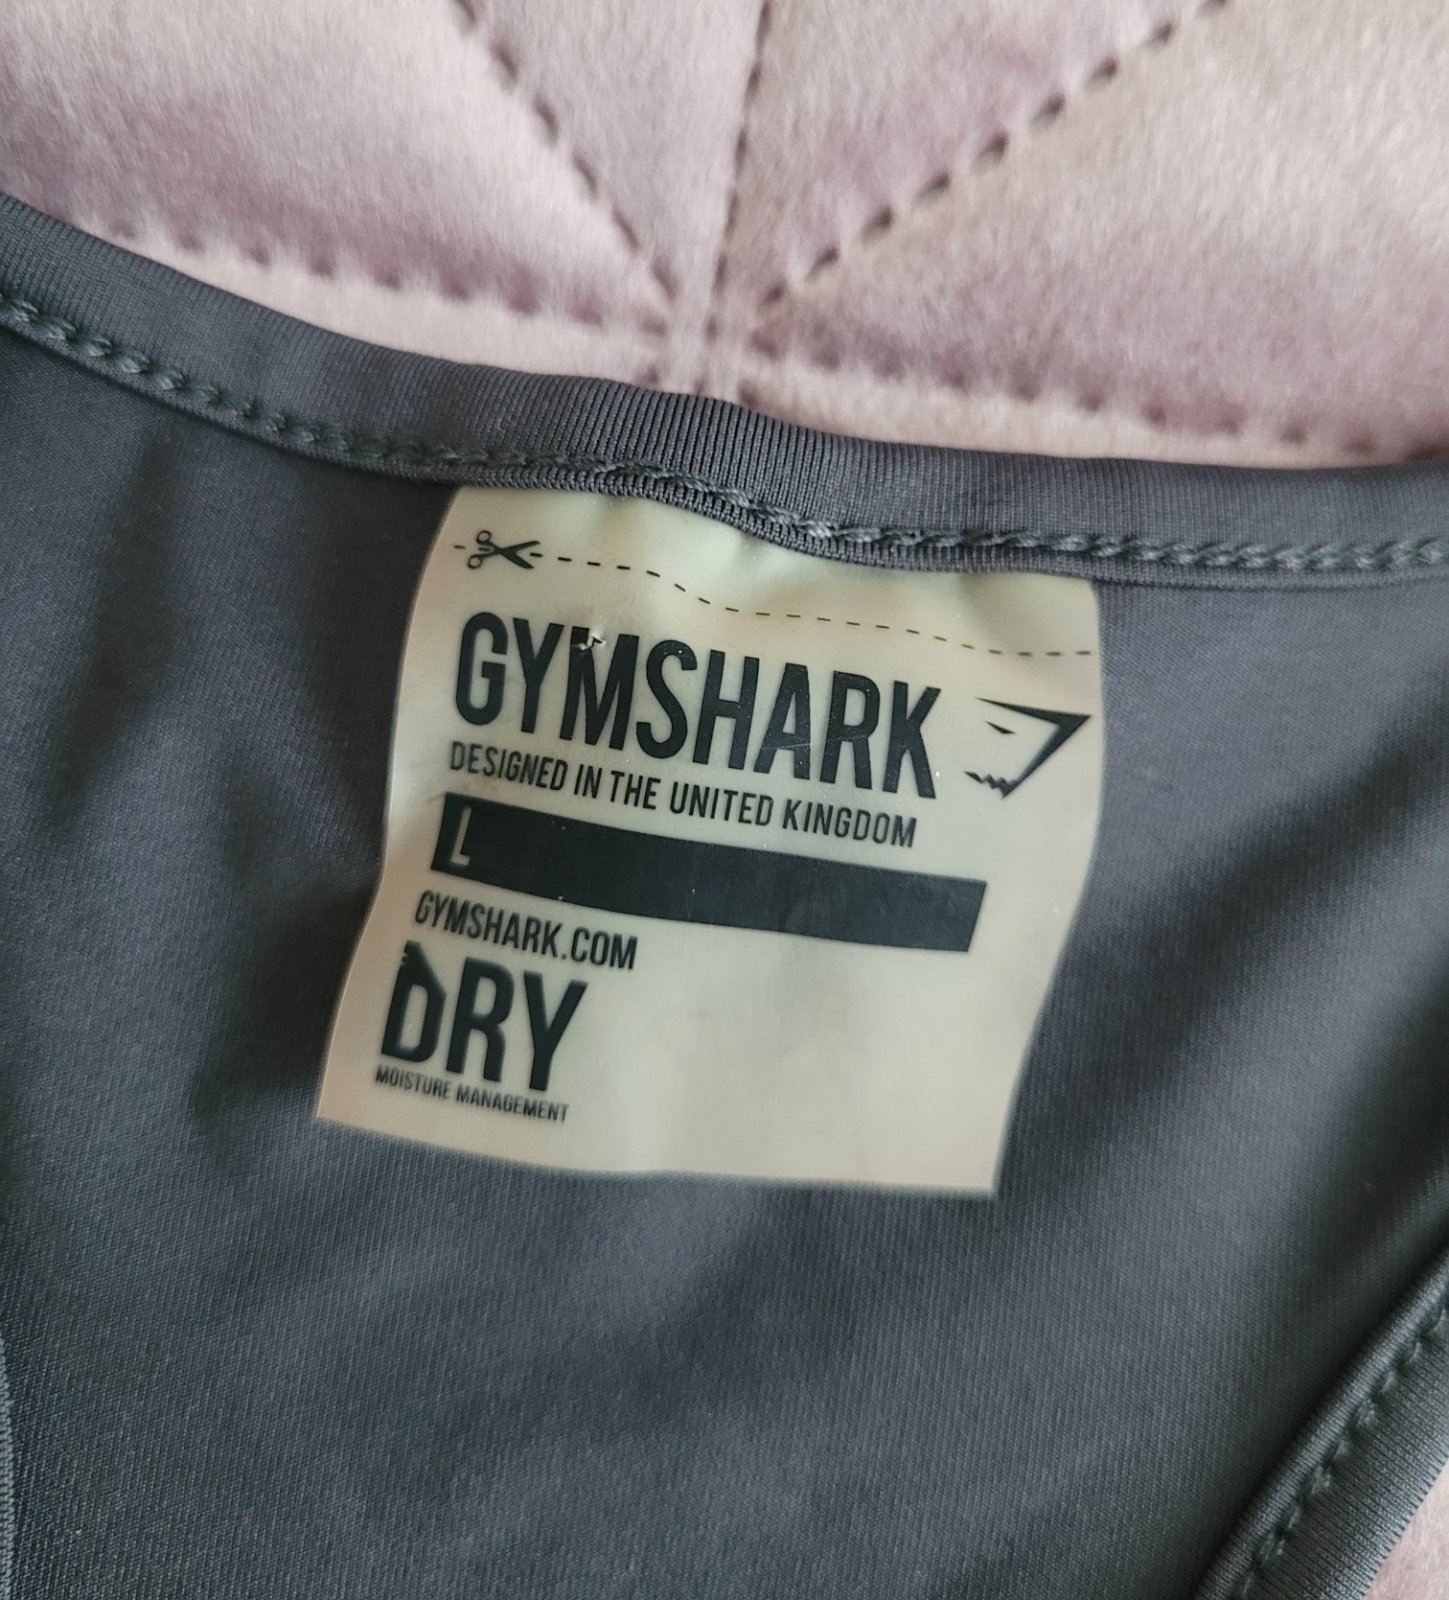 GYMSHARK
DESIGNED IN THE UNITED KINGDOM
L
GYMSHARK.COM
DRY
MOISTURE MANAGEMENT